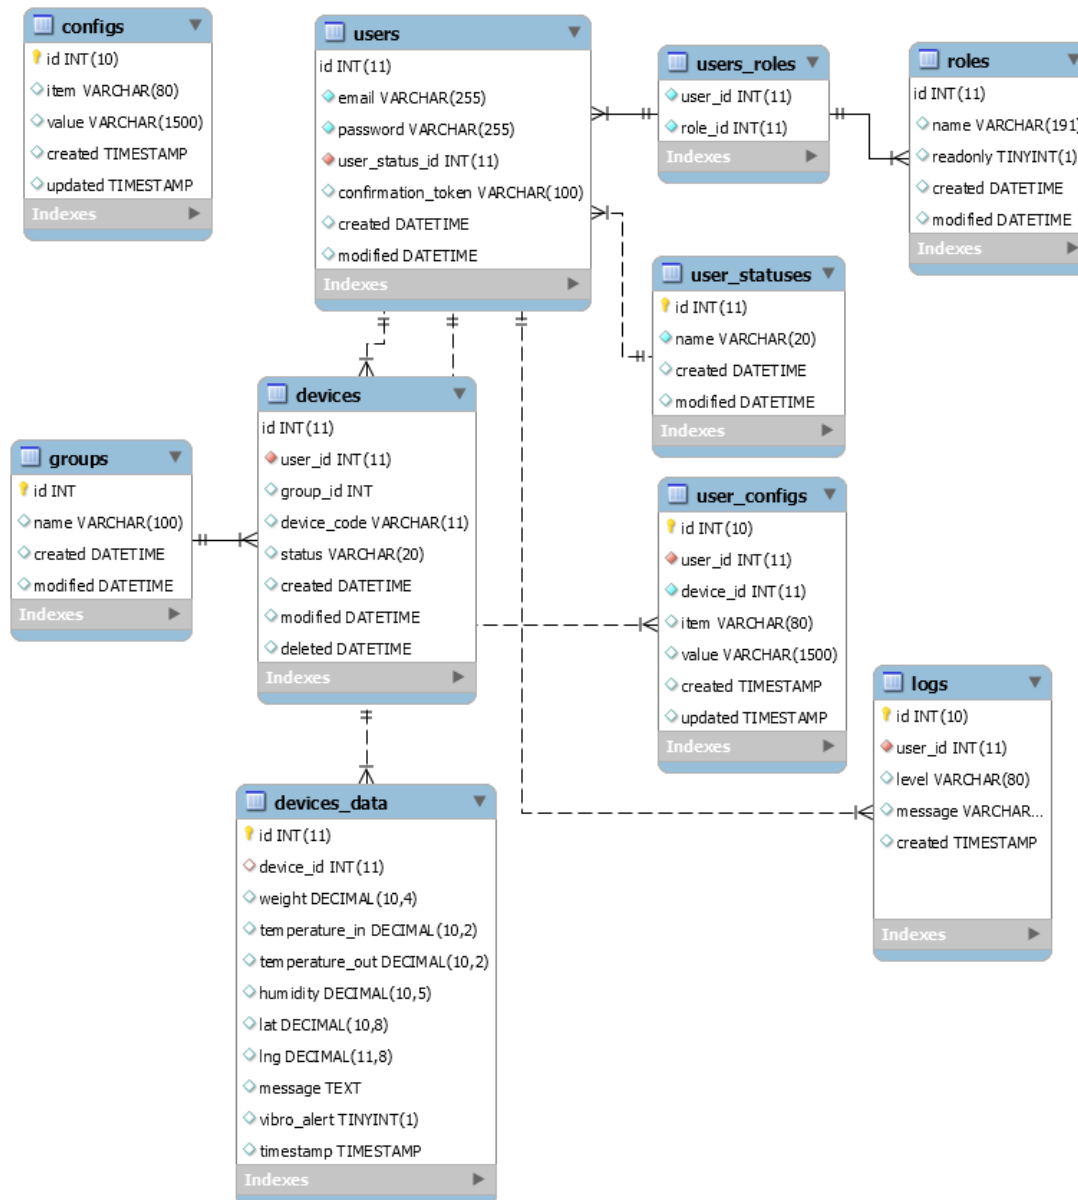 configs
id INT(10)
item VARCHAR(80)
value VARCHAR(1500)
created TIMESTAMP
updated TIMESTAMP
Indexes
users
id INT(11)
email VARCHAR(255)
password VARCHAR(255)
user_status_id INT(11)
confirmation_token VARCHAR(100)
created DATETIME
modified DATETIME
Indexes
users_roles
user_id INT(11)
role_id INT(11)
Indexes
roles
id INT(11)
name VARCHAR(191)
readonly TINYINT(1)
created DATETIME
modified DATETIME
Indexes
user_statuses
id INT(11)
name VARCHAR(20)
created DATETIME
modified DATETIME
Indexes
devices
id INT(11)
user_id INT(11)
group_id INT
device_code VARCHAR(11)
status VARCHAR(20)
created DATETIME
modified DATETIME
deleted DATETIME
Indexes
groups
id INT
name VARCHAR(100)
created DATETIME
modified DATETIME
Indexes
user_configs
id INT(10)
user_id INT(11)
device_id INT(11)
item VARCHAR(80)
value VARCHAR(1500)
created TIMESTAMP
updated TIMESTAMP
Indexes
logs
id INT(10)
user_id INT(11)
level VARCHAR(80)
message VARCHAR...
created TIMESTAMP
Indexes
devices_data
id INT(11)
device_id INT(11)
weight DECIMAL(10,4)
temperature_in DECIMAL(10,2)
temperature_out DECIMAL(10,2)
humidity DECIMAL(10,5)
lat DECIMAL(10,8)
lng DECIMAL(11,8)
message TEXT
vibro_alert TINYINT(1)
timestamp TIMESTAMP
Indexes